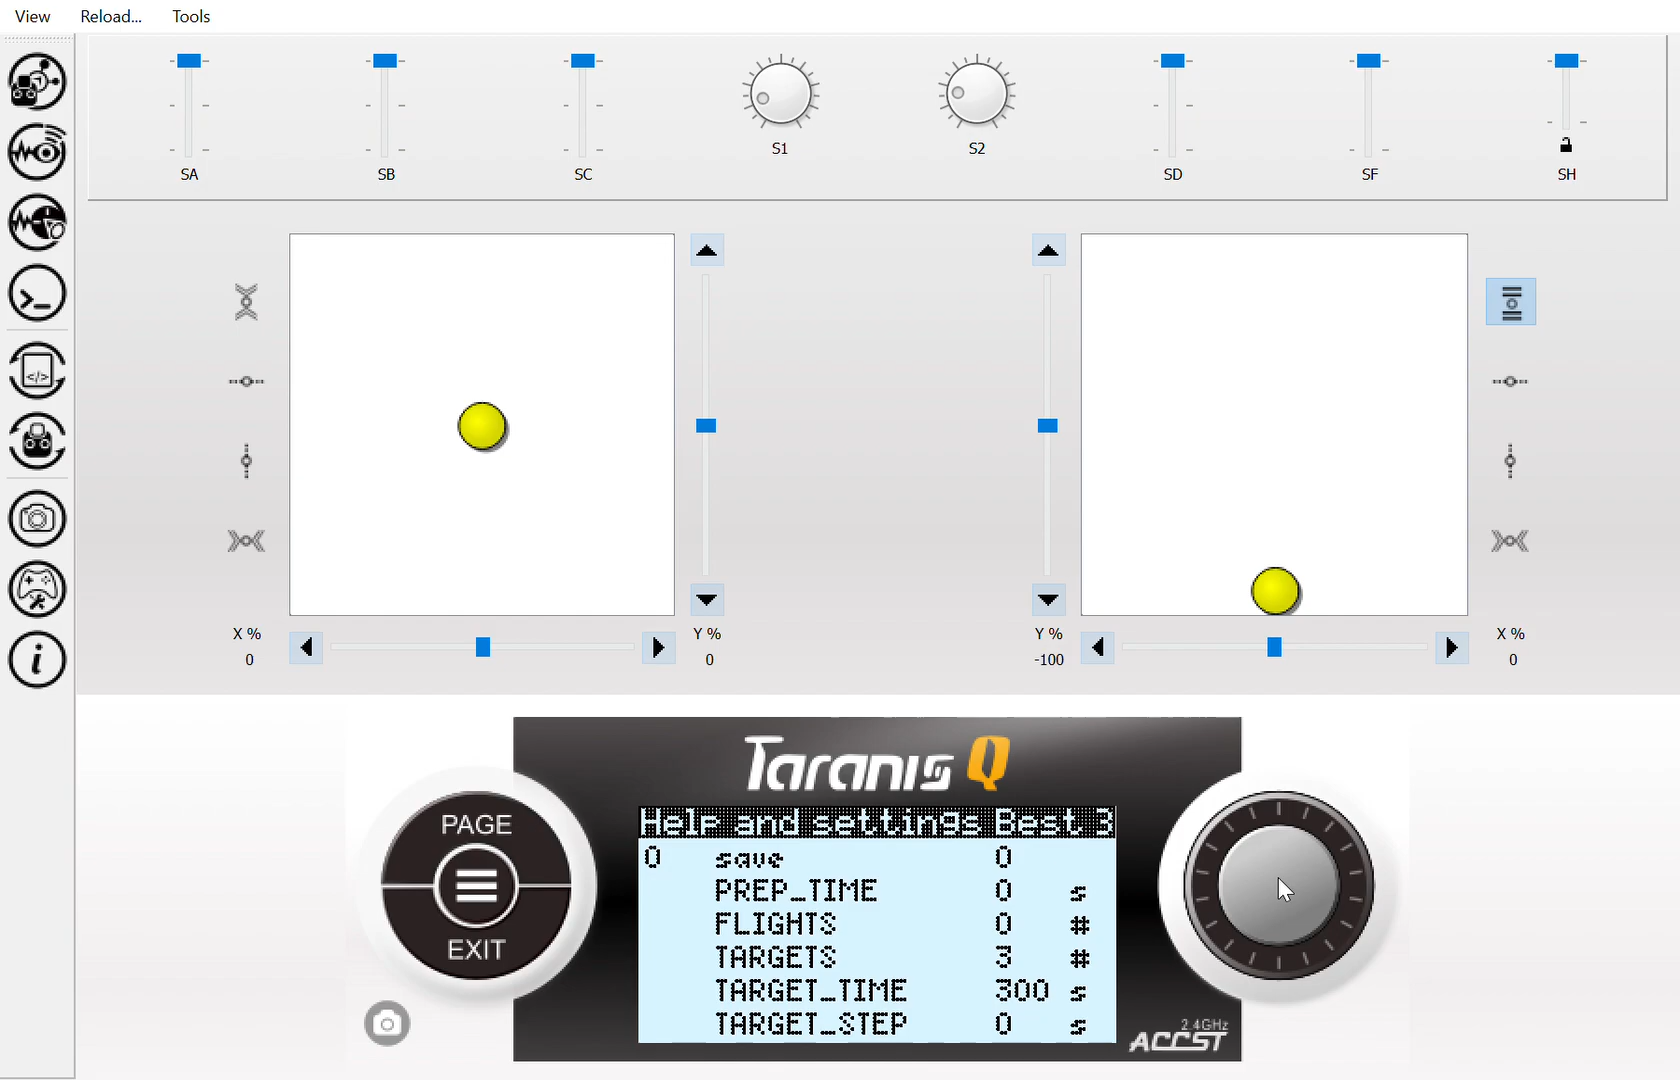 View Reload... Tools
SA SB SC S1 S2 SD SF SH
X % Y % Y % X %
0 0 -100 0
Taranis Q
PAGE
EXIT
Help and settings Best 3
0 save 0
PREP_TIME 0 s
FLIGHTS 0 #
TARGETS 3 #
TARGET_TIME 300 s
TARGET_STEP 0 s
2.4GHz
ACCST